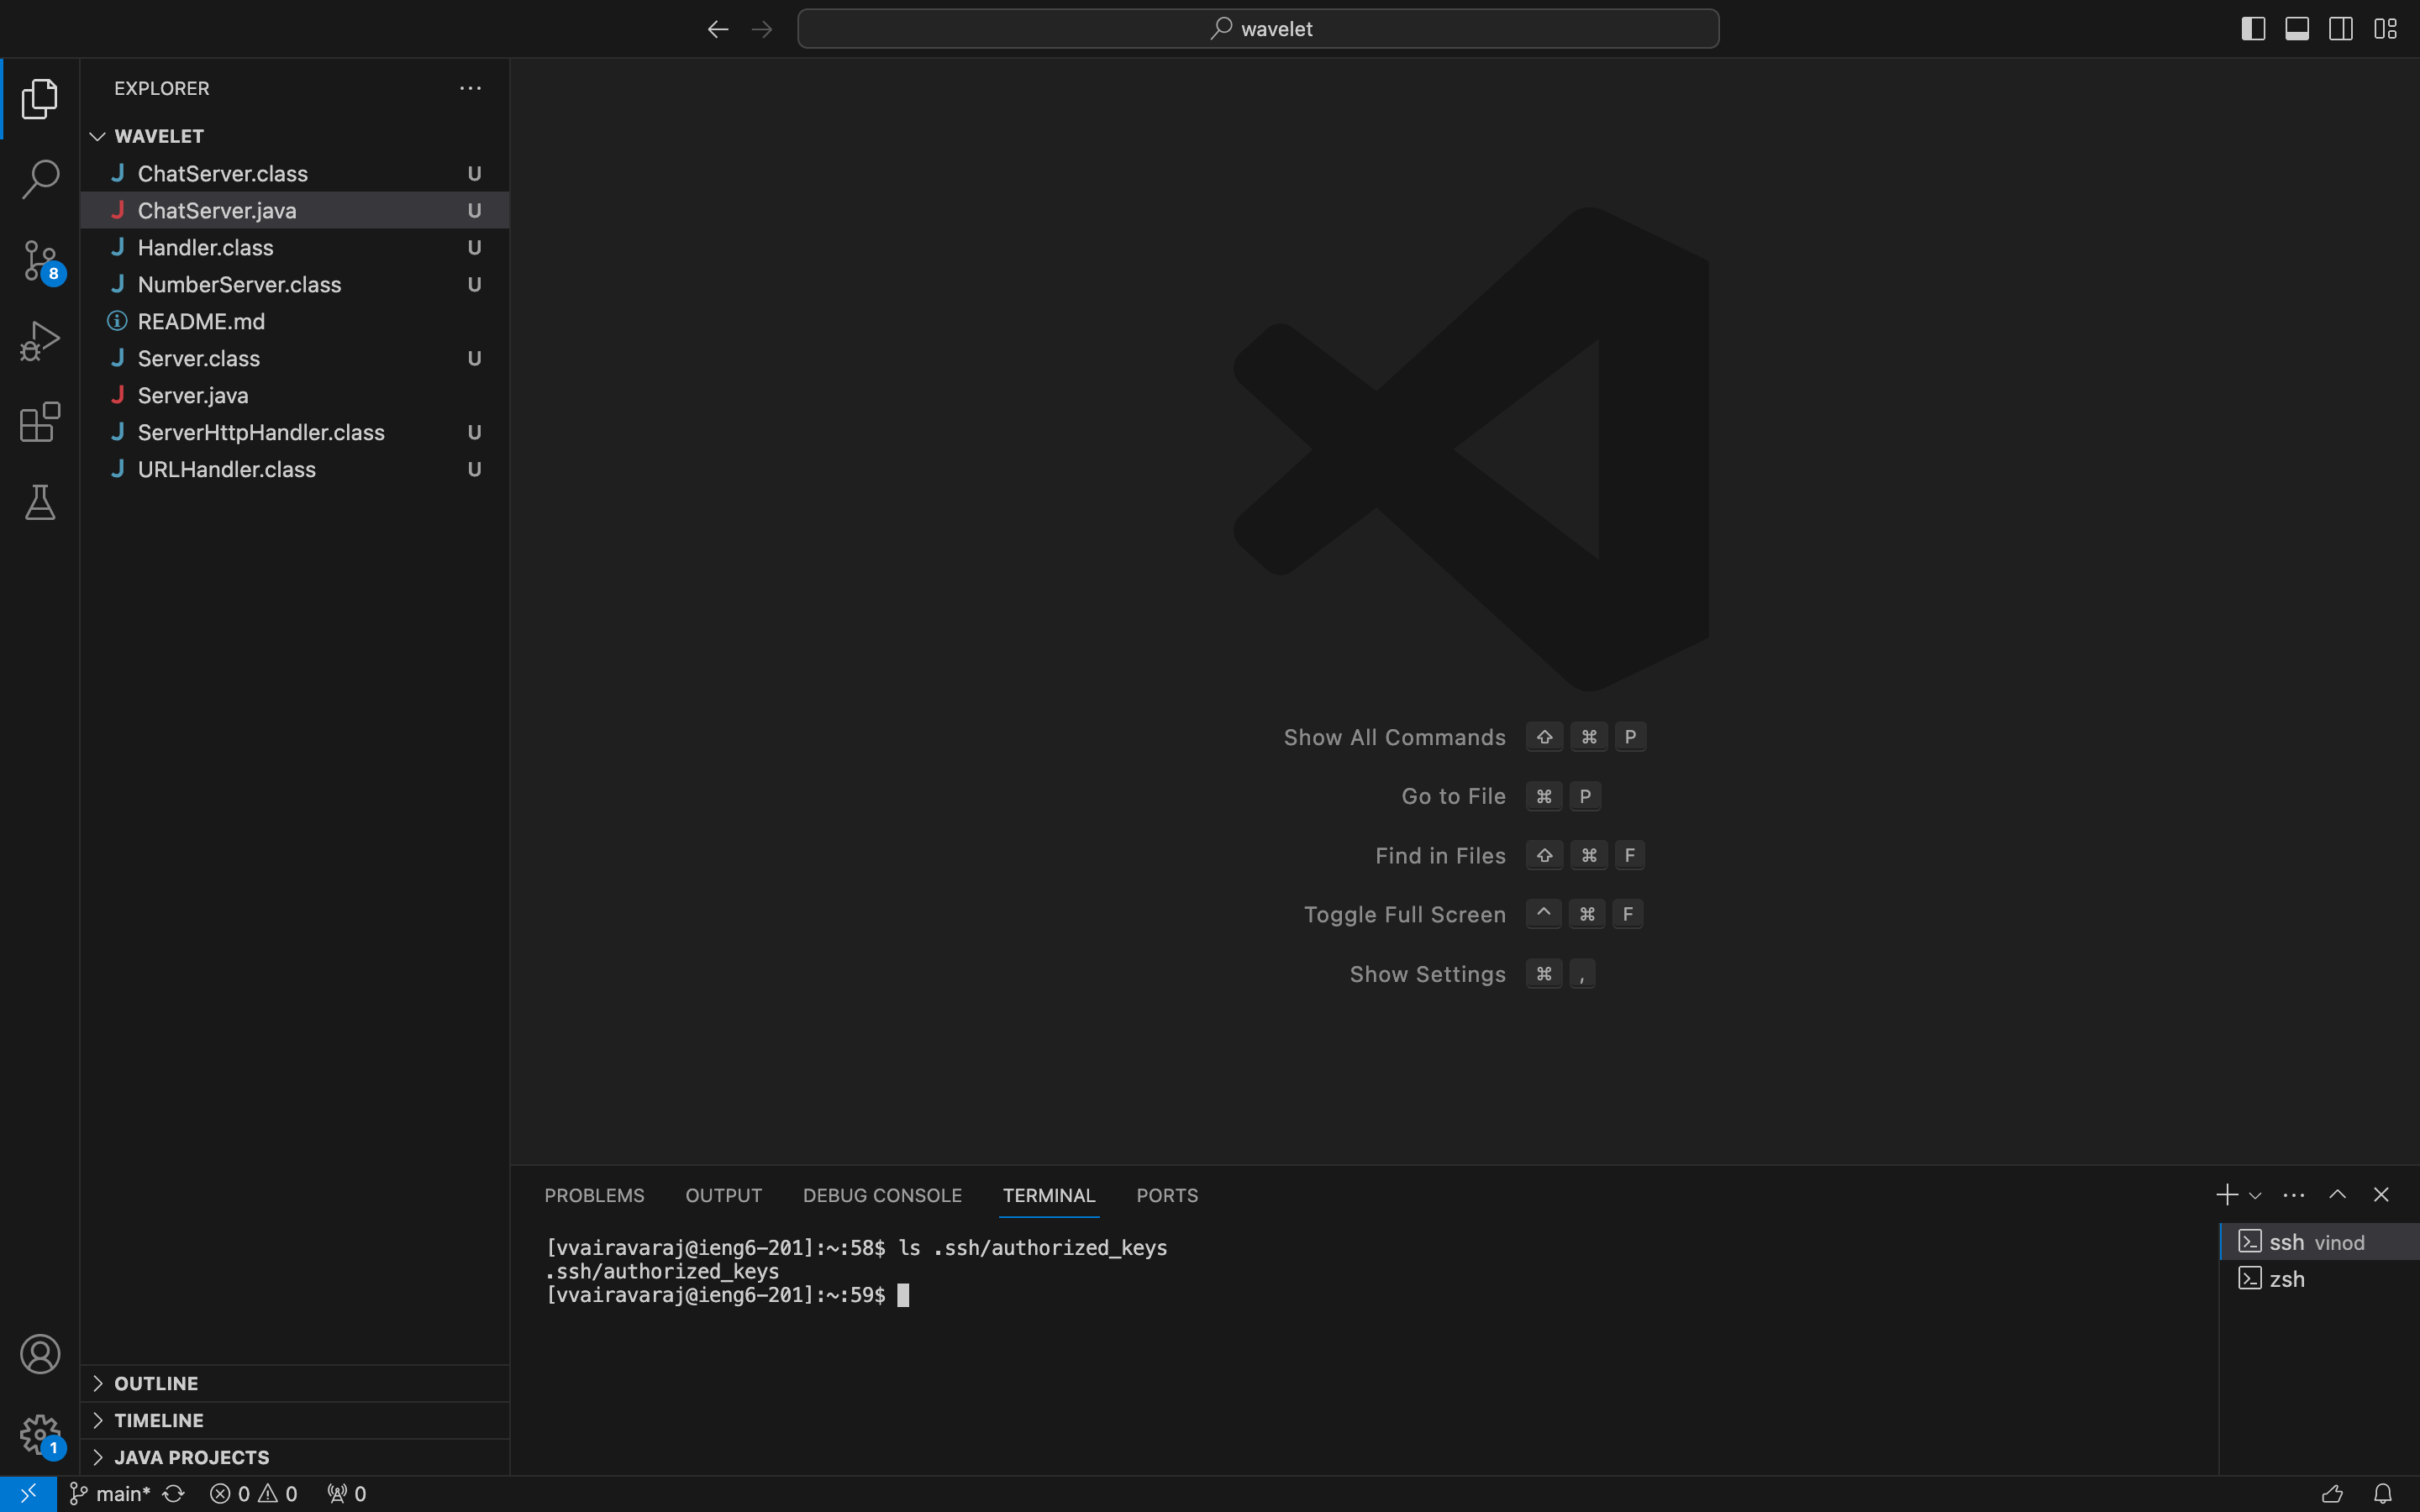 wavelet
EXPLORER
WAVELET
ChatServer.class U
ChatServer.java U
Handler.class U
NumberServer.class U
README.md
Server.class U
Server.java
ServerHttpHandler.class U
URLHandler.class U
8
Show All Commands ⇧ ⌘ P
Go to File ⌘ P
Find in Files ⇧ ⌘ F
Toggle Full Screen ^ ⌘ F
Show Settings ⌘ ,
PROBLEMS OUTPUT DEBUG CONSOLE TERMINAL PORTS
[vvairavaraj@ieng6-201]:~:58$ ls .ssh/authorized_keys
.ssh/authorized_keys
[vvairavaraj@ieng6-201]:~:59$
ssh vinod
zsh
OUTLINE
TIMELINE
JAVA PROJECTS
1
main* 0 0 0